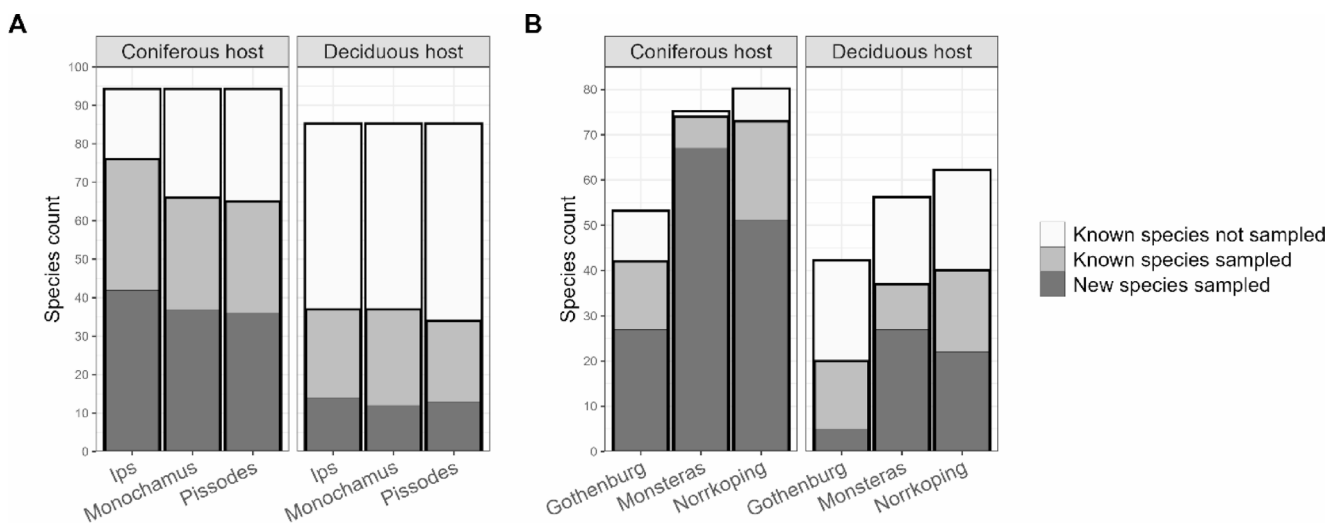 A
Coniferous host
Deciduous host
Species count
100
90
80
70
60
50
40
30
20
10
0
Ips
Monochamus
Pissodes
Ips
Monochamus
Pissodes
B
Coniferous host
Deciduous host
Species count
80
70
60
50
40
30
20
10
0
Gothenburg
Monsteras
Norrkoping
Gothenburg
Monsteras
Norrkoping
Known species not sampled
Known species sampled
New species sampled